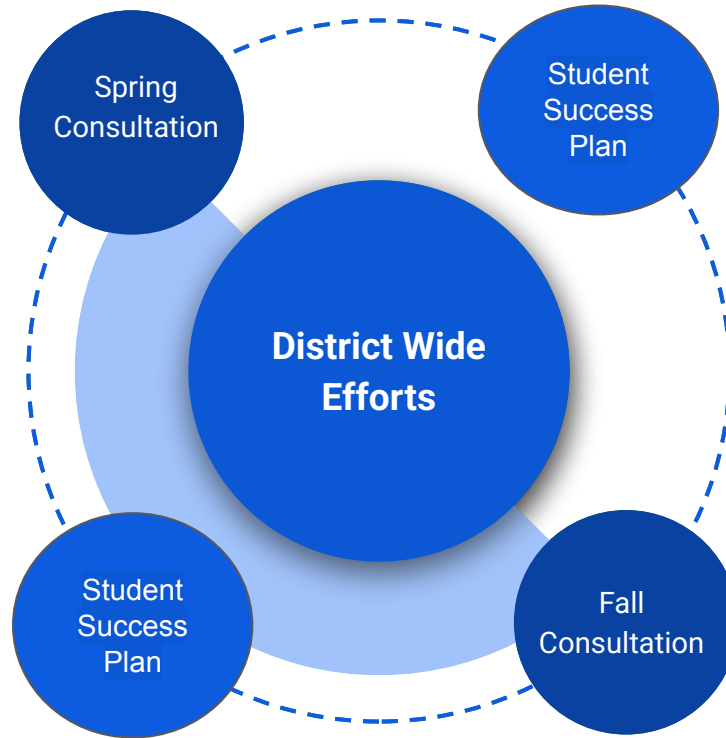 Spring
Consultation
Student
Success
Plan
District Wide
Efforts
Student
Success
Plan
Fall
Consultation